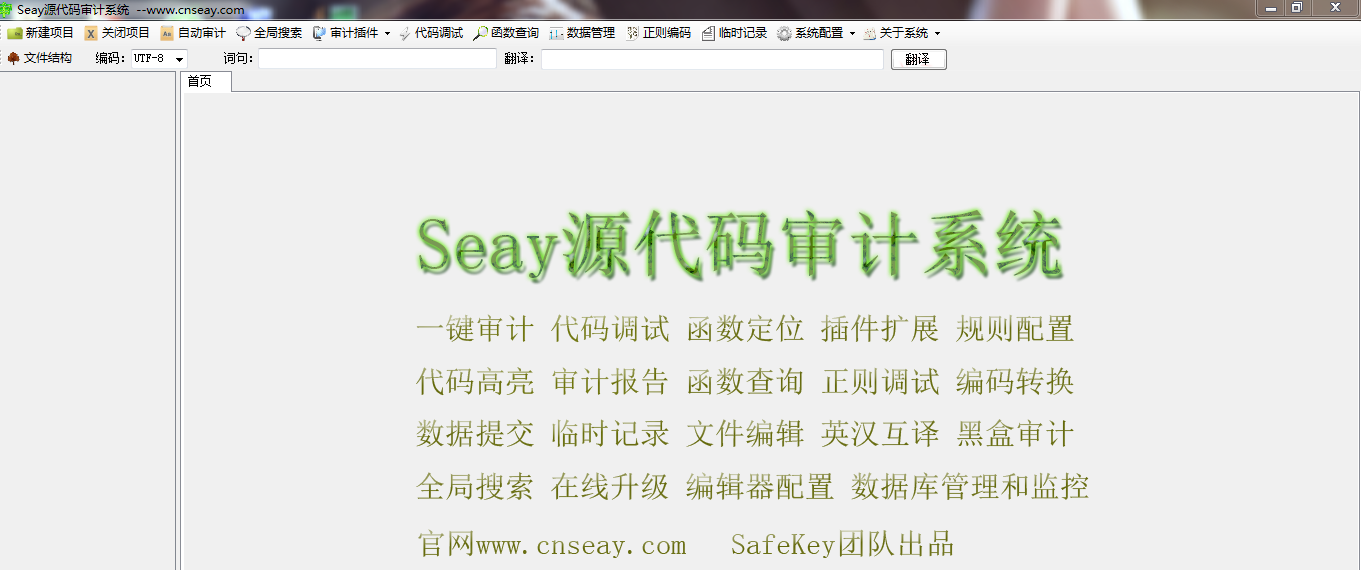 Seay源代码审计系统 --www.cnseay.com
新建项目 关闭项目 自动审计 全局搜索 审计插件 代码调试 函数查询 数据管理 正则编码 临时记录 系统配置 关于系统
文件结构 编码: UTF-8 词句: 翻译: 翻译
首页
Seay源代码审计系统
一键审计 代码调试 函数定位 插件扩展 规则配置
代码高亮 审计报告 函数查询 正则调试 编码转换
数据提交 临时记录 文件编辑 英汉互译 黑盒审计
全局搜索 在线升级 编辑器配置 数据库管理和监控
官网www.cnseay.com SafeKey团队出品